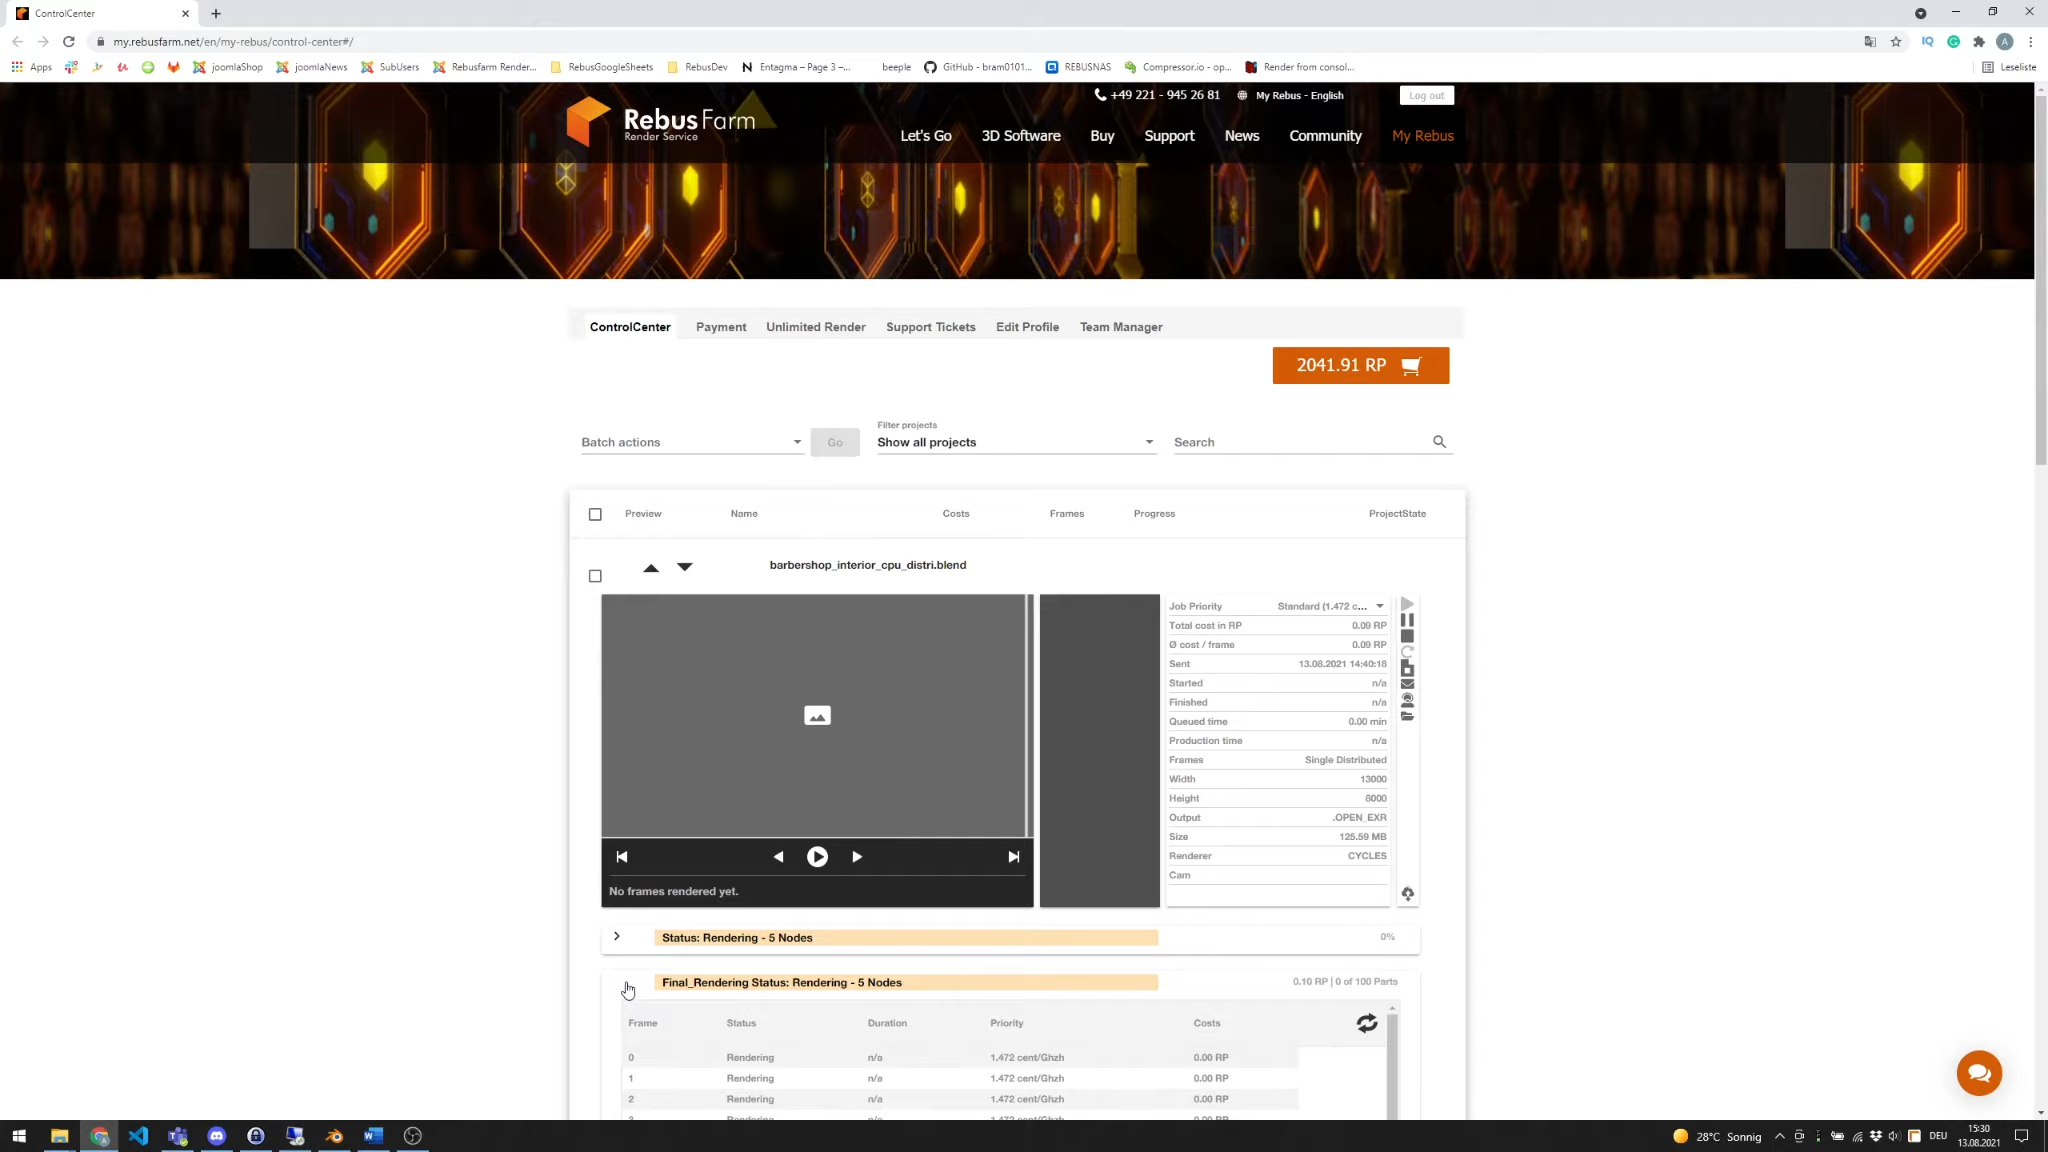 ControlCenter
my.rebusfarm.net/en/my-rebus/control-center#/
Apps joomlaShop joomlaNews SubUsers Rebusfarm Render... RebusGoogleSheets RebusDev Entagma – Page 3 –... beeple GitHub - bram0101... REBUSNAS Compressor.io - op... Render from consol... Leseliste
+49 221 - 945 26 81 My Rebus - English Log out
RebusFarm
Render Service
Let's Go 3D Software Buy Support News Community My Rebus
ControlCenter Payment Unlimited Render Support Tickets Edit Profile Team Manager
2041.91 RP
Filter projects
Batch actions Go Show all projects Search
Preview Name Costs Frames Progress ProjectState
barbershop_interior_cpu_distri.blend
Job Priority Standard (1.472 c...
Total cost in RP 0.09 RP
Ø cost / frame 0.09 RP
Sent 13.08.2021 14:40:18
Started n/a
Finished n/a
Queued time 0.00 min
Production time n/a
Frames Single Distributed
Width 13000
Height 8000
Output .OPEN_EXR
Size 125.59 MB
Renderer CYCLES
Cam
No frames rendered yet.
Status: Rendering - 5 Nodes 0%
Final_Rendering Status: Rendering - 5 Nodes 0.10 RP | 0 of 100 Parts
Frame Status Duration Priority Costs
0 Rendering n/a 1.472 cent/Ghzh 0.00 RP
1 Rendering n/a 1.472 cent/Ghzh 0.00 RP
2 Rendering n/a 1.472 cent/Ghzh 0.00 RP
3 Rendering n/a 1.472 cent/Ghzh 0.00 RP
28°C Sonnig DEU 15:30
13.08.2021